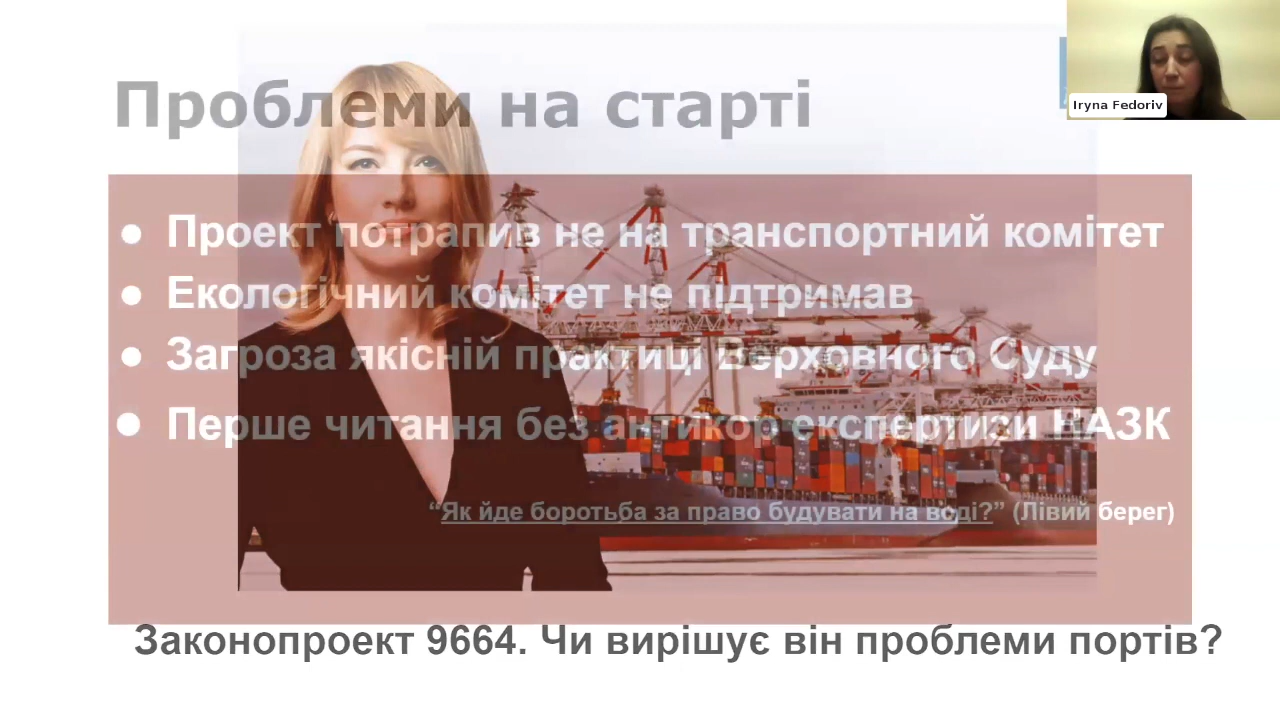 Проблеми на старті
Iryna Fedoriv
● Проект потрапив не на транспортний комітет
● Екологічний комітет не підтримав
● Загроза якісній практиці Верховного Суду
● Перше читання без антикор експертизи НАЗК
“Як йде боротьба за право будувати на воді?” (Лівий берег)
Законопроект 9664. Чи вирішує він проблеми портів?